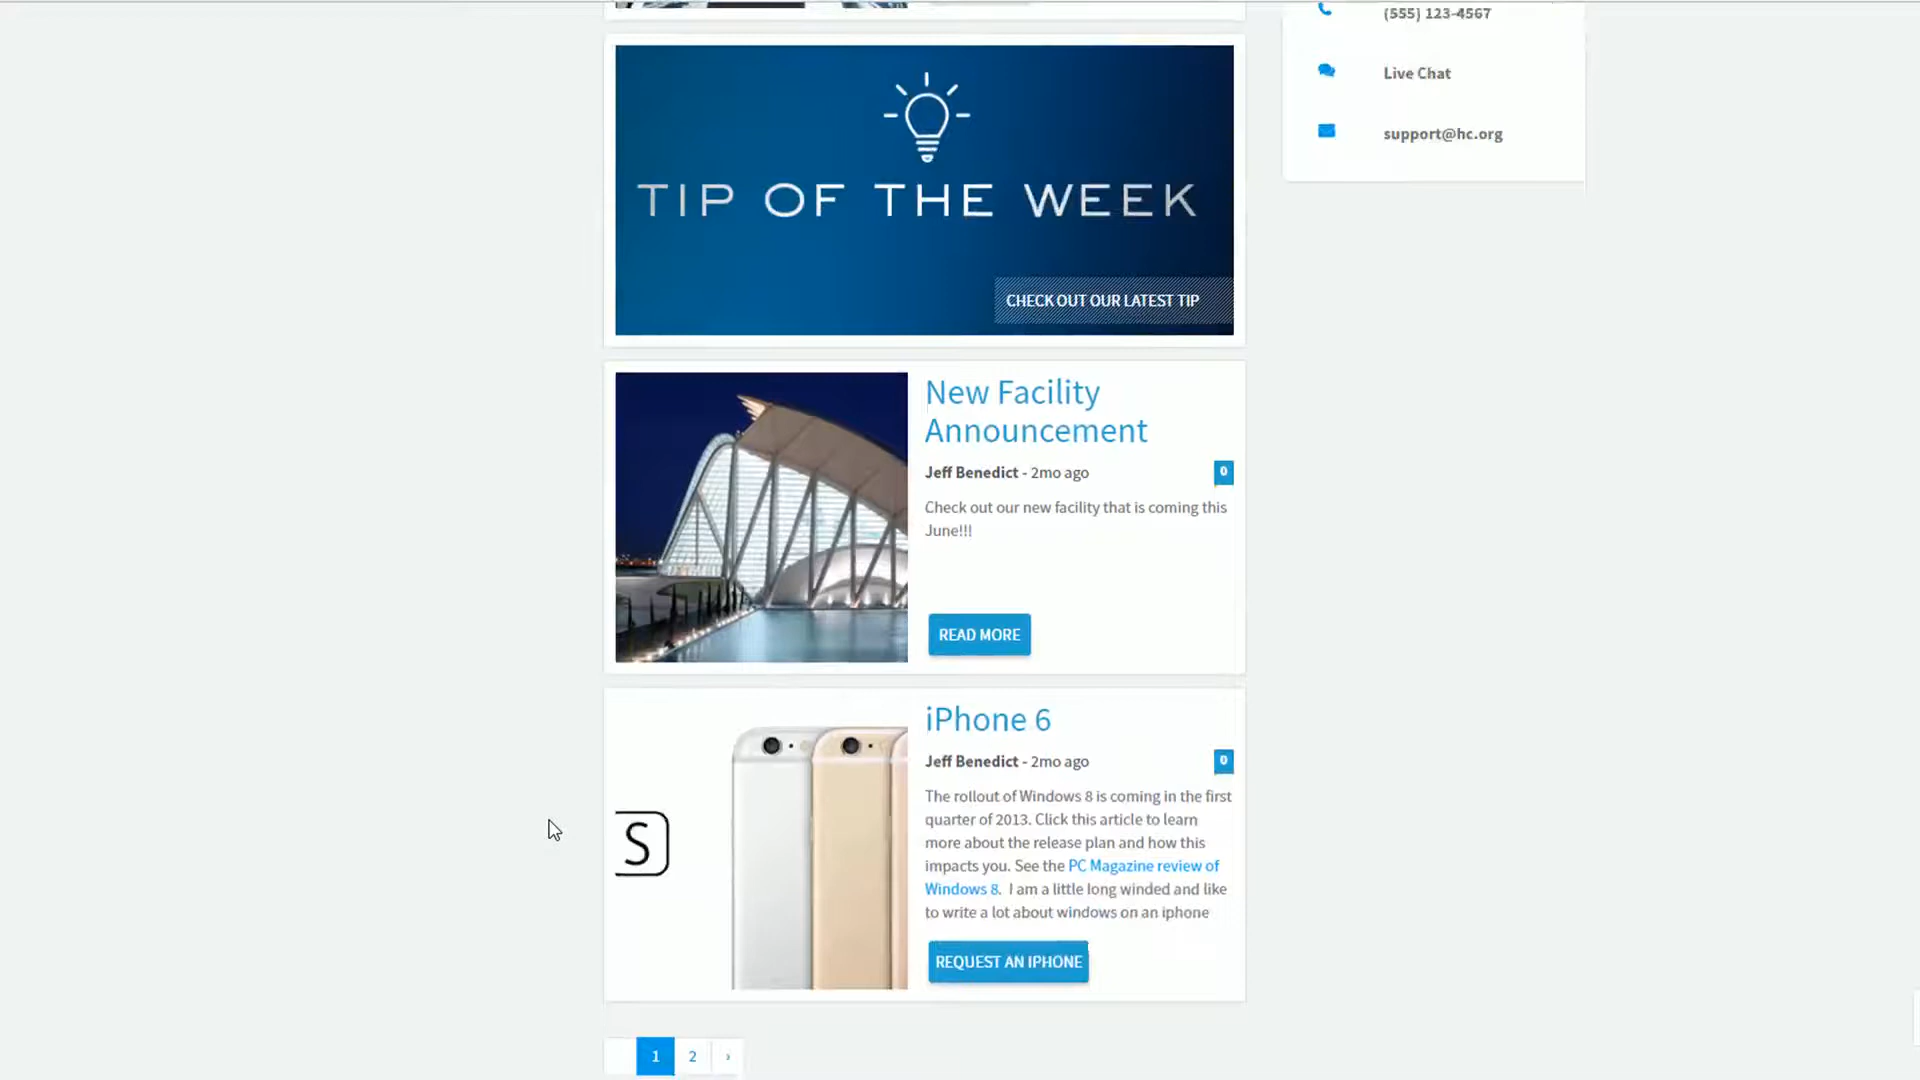 (555) 123-4567
Live Chat
support@hc.org
TIP OF THE WEEK
CHECK OUT OUR LATEST TIP
New Facility
Announcement
Jeff Benedict - 2mo ago
0
Check out our new facility that is coming this
June!!!
READ MORE
S
iPhone 6
Jeff Benedict - 2mo ago
0
The rollout of Windows 8 is coming in the first
quarter of 2013. Click this article to learn
more about the release plan and how this
impacts you. See the PC Magazine review of
Windows 8. I am a little long winded and like
to write a lot about windows on an iphone
REQUEST AN IPHONE
1 2 ›